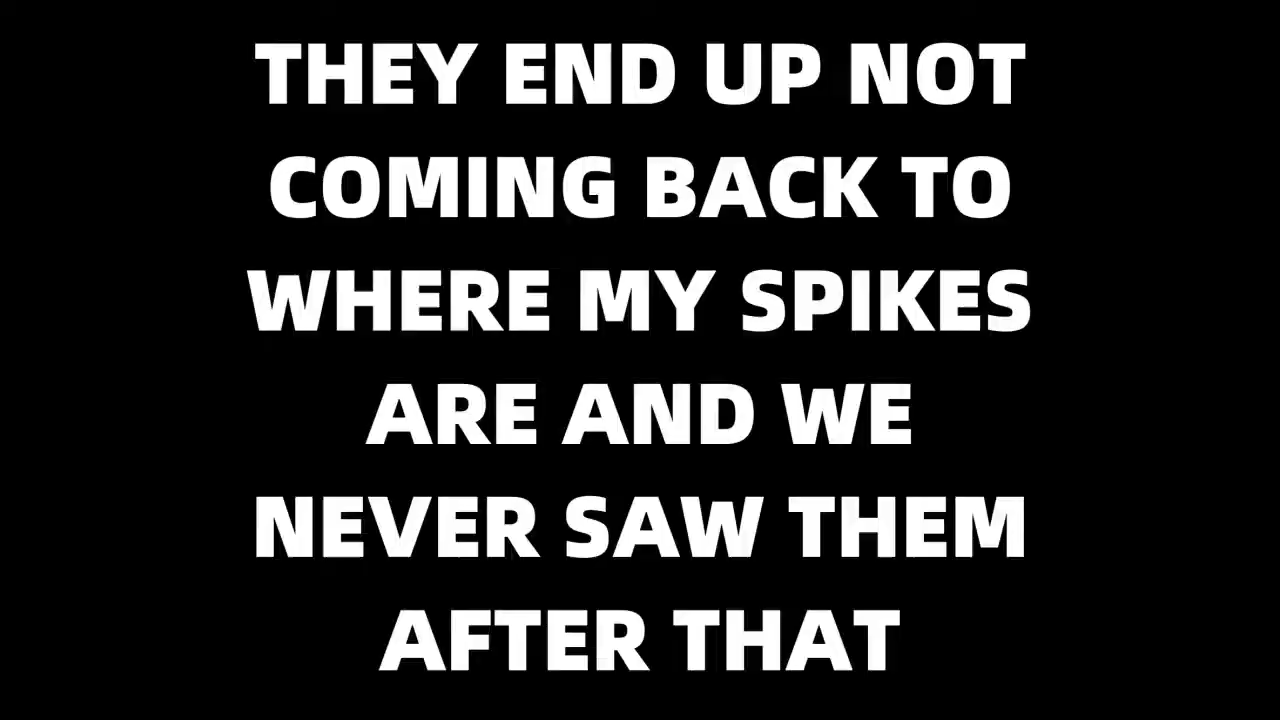 THEY END UP NOT
COMING BACK TO
WHERE MY SPIKES
ARE AND WE
NEVER SAW THEM
AFTER THAT